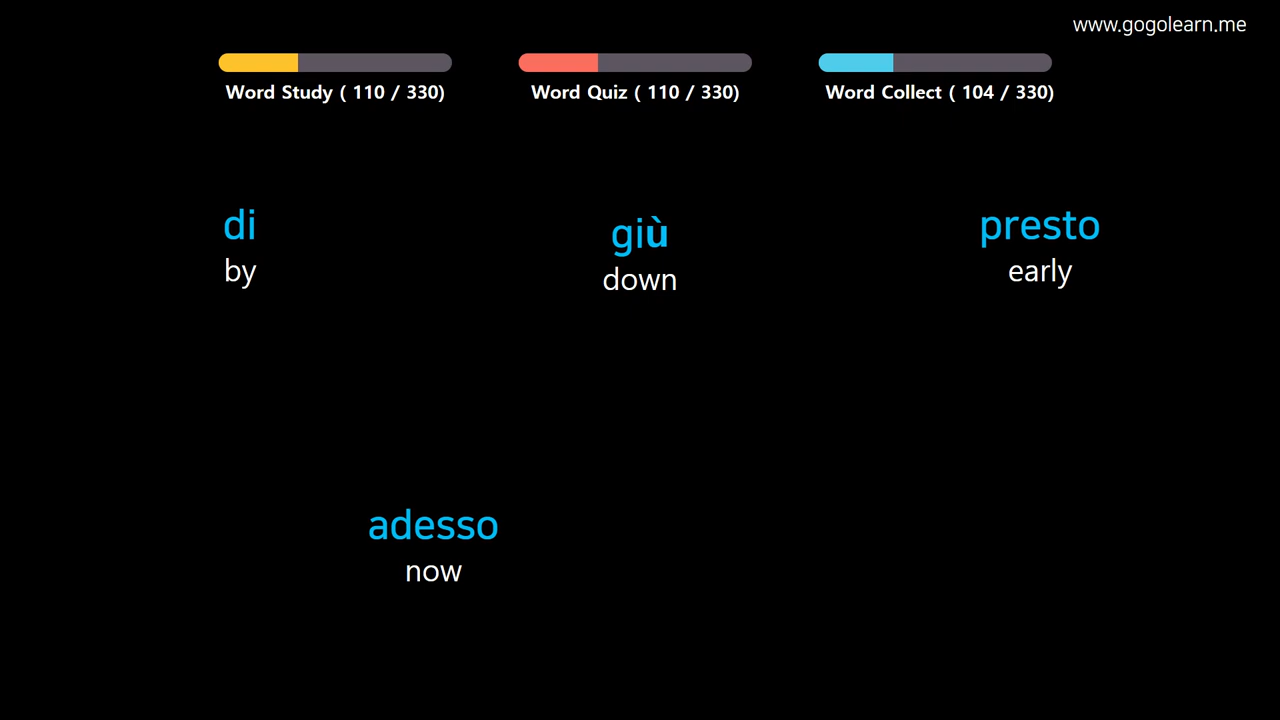 www.gogolearn.me
Word Study ( 110 / 330)
Word Quiz ( 110 / 330)
Word Collect ( 104 / 330)
di
by
giù
down
presto
early
adesso
now